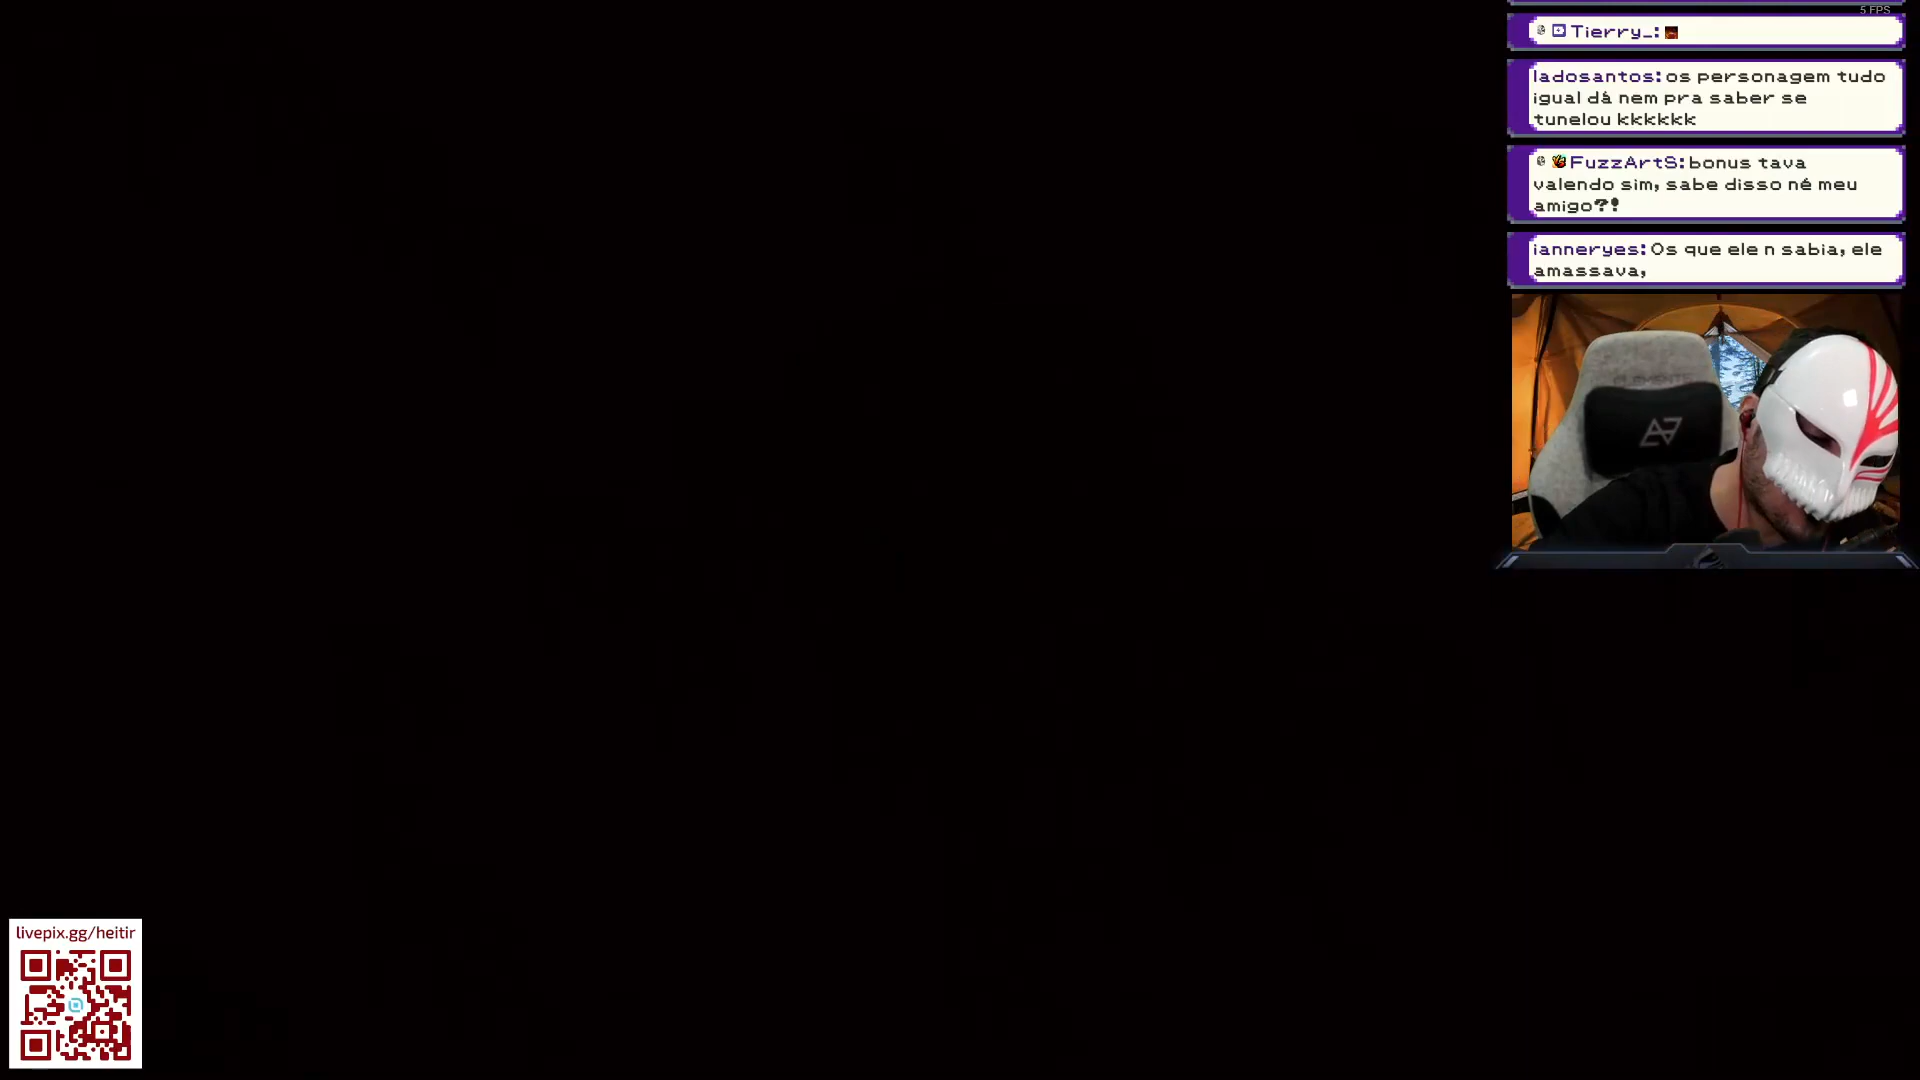 5 FPS
Tierry_:
ladosantos: os personagem tudo
igual dá nem pra saber se
tunelou kkkkkk
FuzzArtS: bonus tava
valendo sim, sabe disso né meu
amigo?!
ianneryes: Os que ele n sabia, ele
amassava,
livepix.gg/heitir